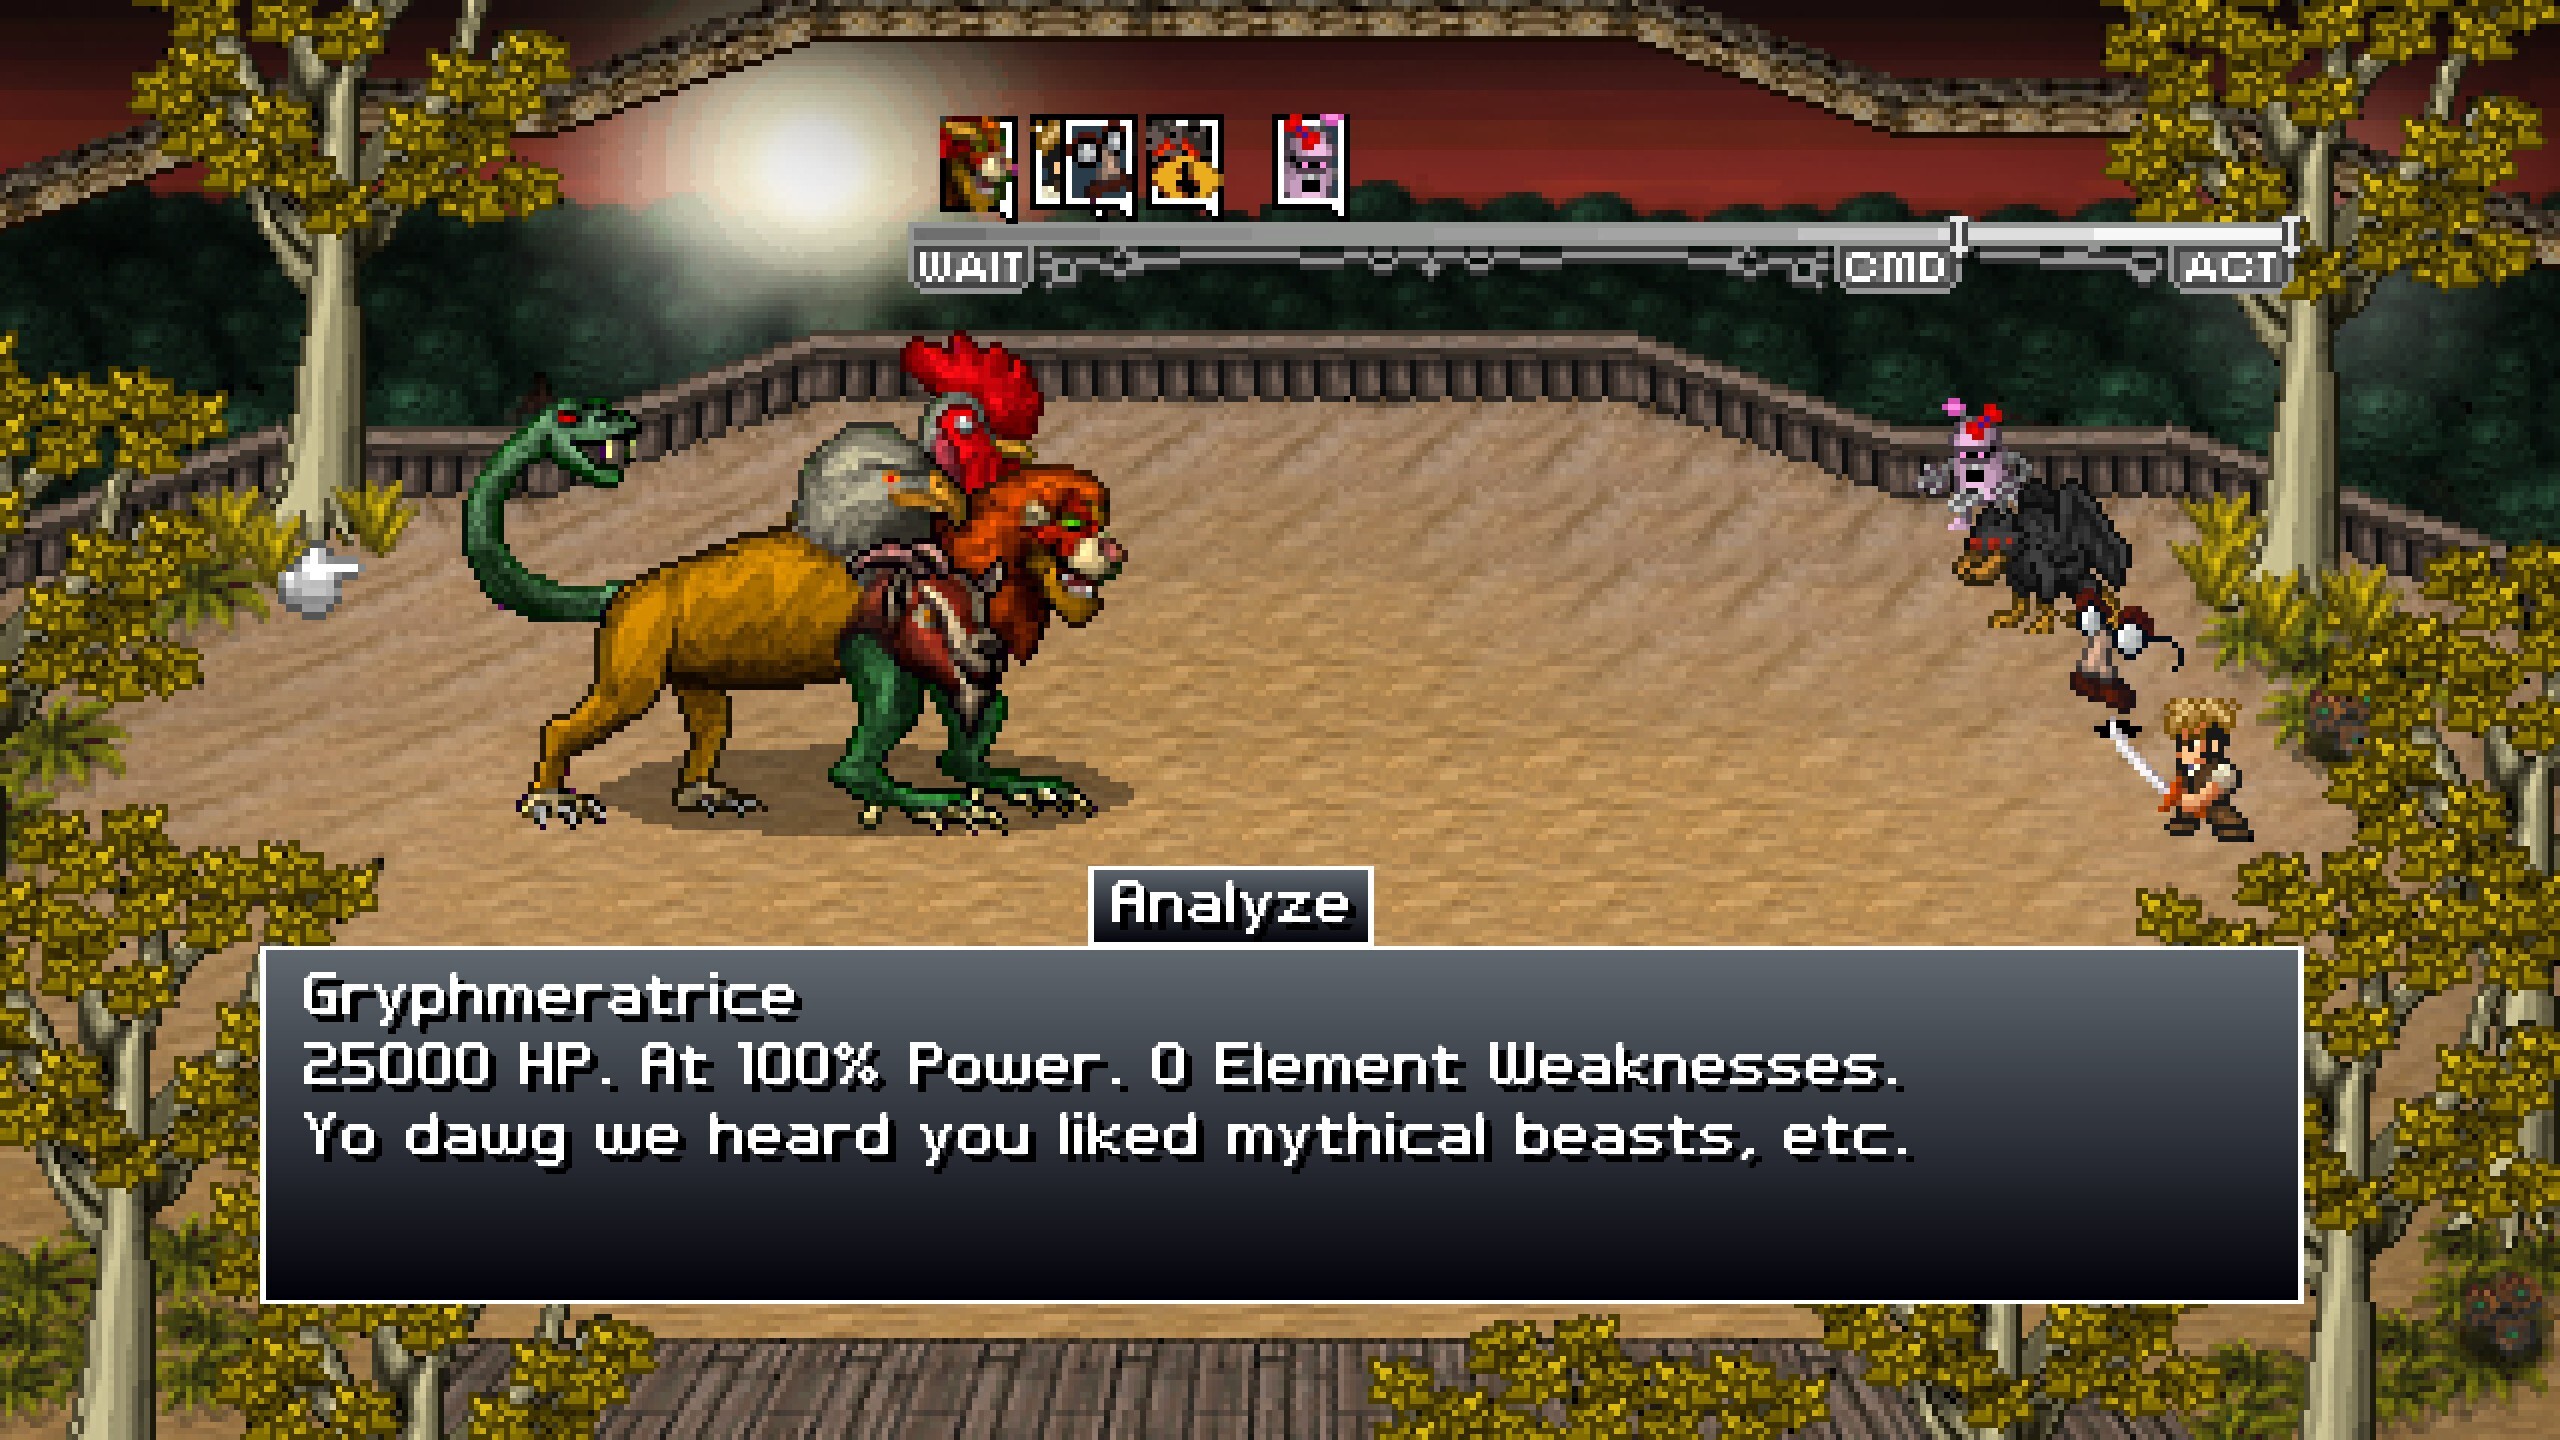 WAIT CMD ACT
Analyze
Gryphmeratrice
25000 HP. At 100% Power. 0 Element Weaknesses.
Yo dawg we heard you liked mythical beasts, etc.